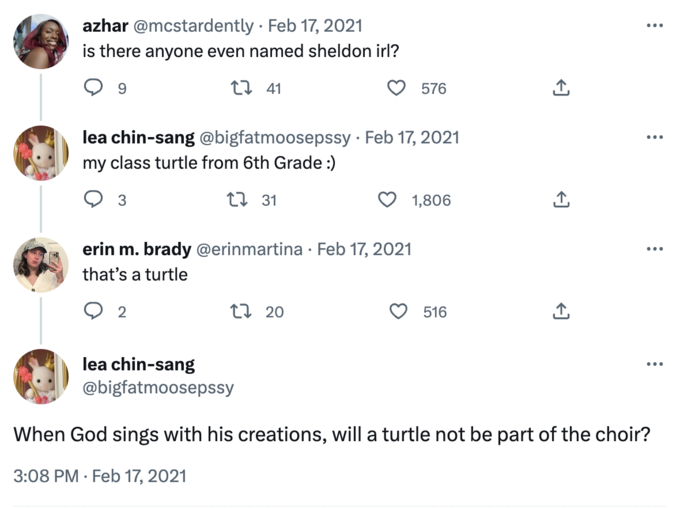 azhar @mcstardently · Feb 17, 2021
is there anyone even named sheldon irl?
9 41 576
lea chin-sang @bigfatmoosepssy · Feb 17, 2021
my class turtle from 6th Grade :)
3 31 1,806
erin m. brady @erinmartina · Feb 17, 2021
that's a turtle
2 20 516
lea chin-sang
@bigfatmoosepssy
When God sings with his creations, will a turtle not be part of the choir?
3:08 PM · Feb 17, 2021